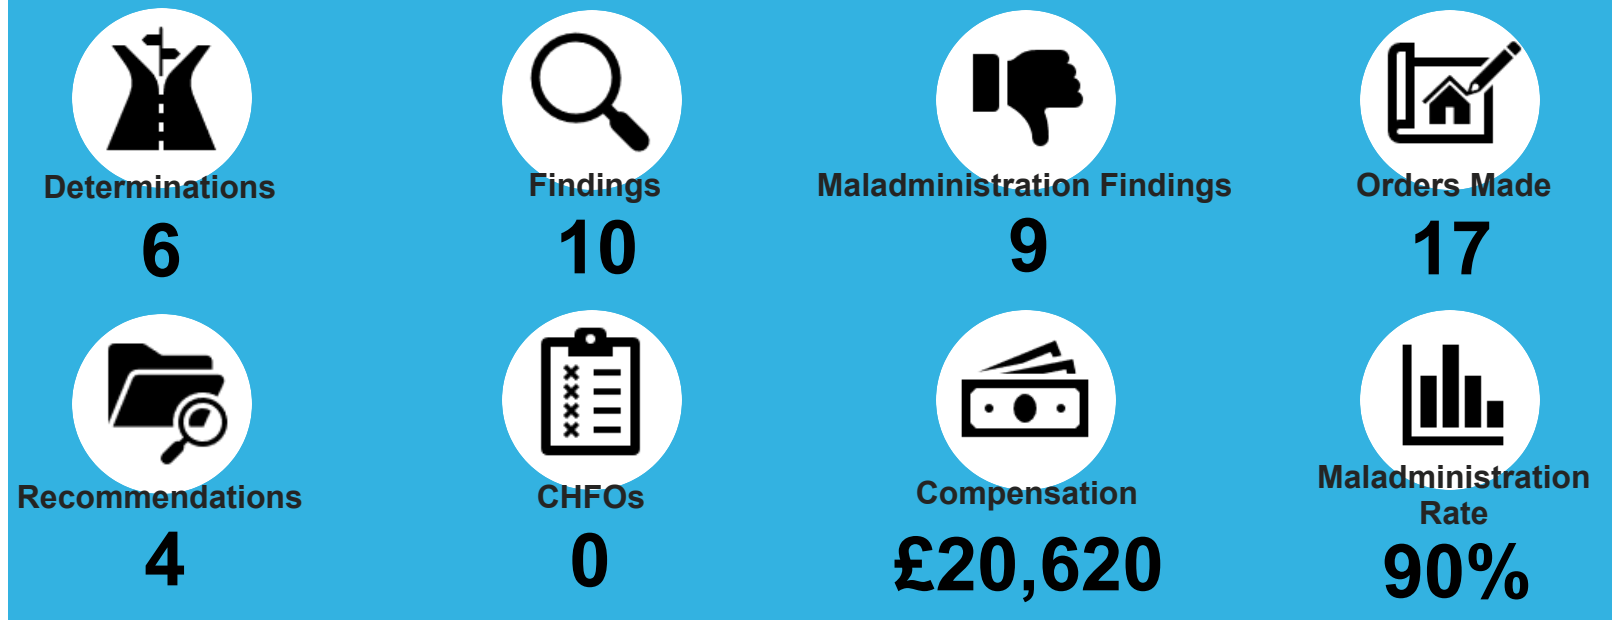 Determinations
6
Findings
10
Maladministration Findings
9
Orders Made
17
Recommendations
4
CHFOs
0
Compensation
£20,620
Maladministration
Rate
90%